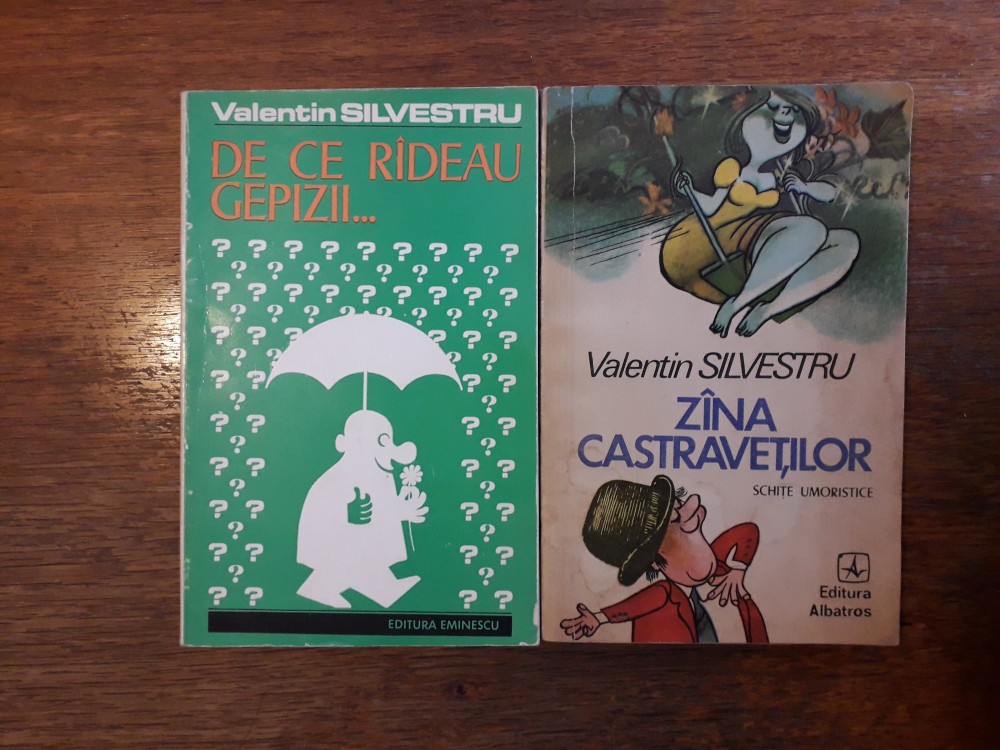 Valentin SILVESTRU
DE CE RÎDEAU
GEPIZII...
EDITURA EMINESCU
Valentin SILVESTRU
ZÎNA
CASTRAVEȚILOR
SCHIȚE UMORISTICE
Editura
Albatros